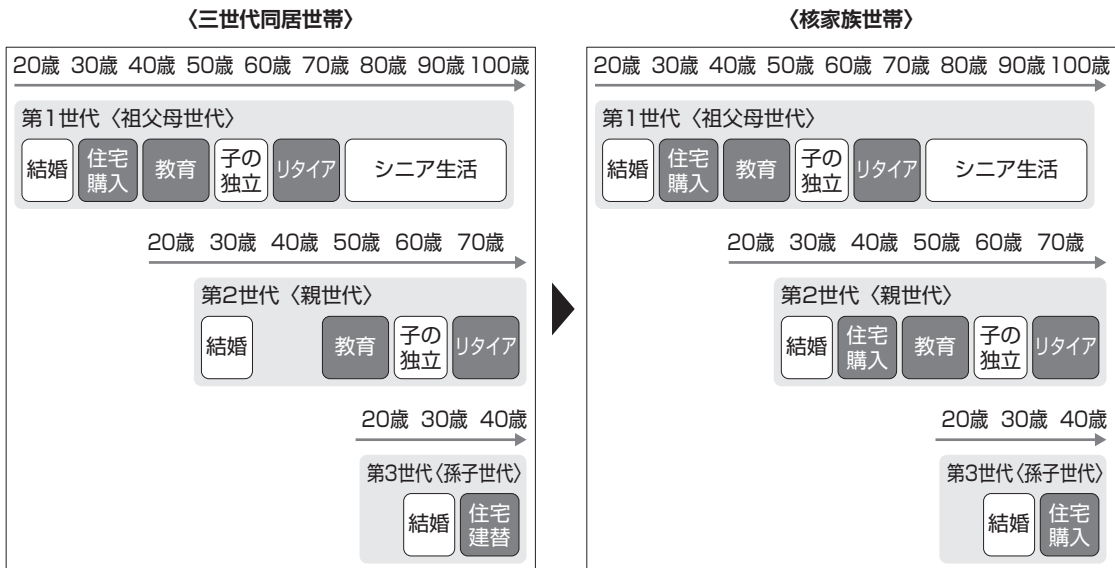 〈三世代同居世帯〉
20歳 30歳 40歳 50歳 60歳 70歳 80歳 90歳 100歳
第1世代〈祖父母世代〉
結婚
住宅
購入
教育
子の
独立
リタイア
シニア生活
20歳 30歳 40歳 50歳 60歳 70歳
第2世代〈親世代〉
結婚
教育
子の
独立
リタイア
20歳 30歳 40歳
第3世代〈孫子世代〉
結婚
住宅
建替
〈核家族世帯〉
20歳 30歳 40歳 50歳 60歳 70歳 80歳 90歳 100歳
第1世代〈祖父母世代〉
結婚
住宅
購入
教育
子の
独立
リタイア
シニア生活
20歳 30歳 40歳 50歳 60歳 70歳
第2世代〈親世代〉
結婚
住宅
購入
教育
子の
独立
リタイア
20歳 30歳 40歳
第3世代〈孫子世代〉
結婚
住宅
購入